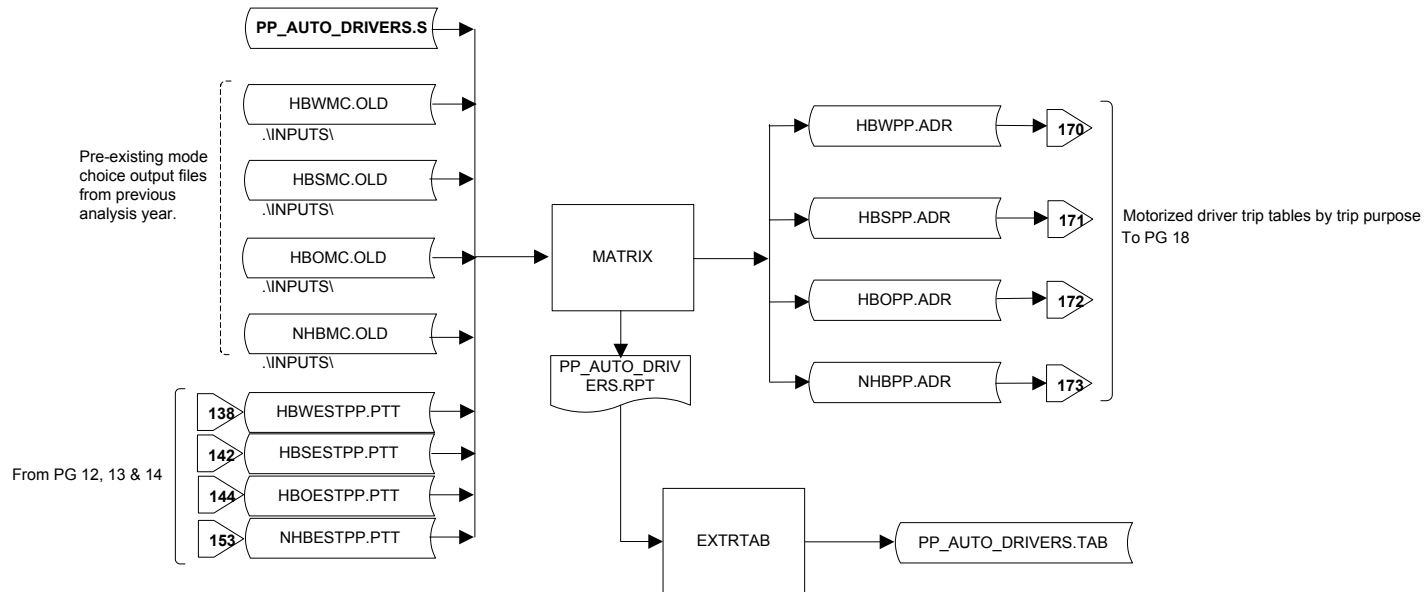 PP_AUTO_DRIVERS.S
Pre-existing mode
choice output files
from previous
analysis year.
HBWMC.OLD
.\INPUTS\
HBSMC.OLD
.\INPUTS\
HBOMC.OLD
.\INPUTS\
NHBMC.OLD
.\INPUTS\
From PG 12, 13 & 14
138
HBWESTPP.PTT
142
HBSESTPP.PTT
144
HBOESTPP.PTT
153
NHBESTPP.PTT
MATRIX
PP_AUTO_DRIV
ERS.RPT
HBWPP.ADR
170
HBSPP.ADR
171
HBOPP.ADR
172
NHBPP.ADR
173
Motorized driver trip tables by trip purpose
To PG 18
EXTRTAB
PP_AUTO_DRIVERS.TAB